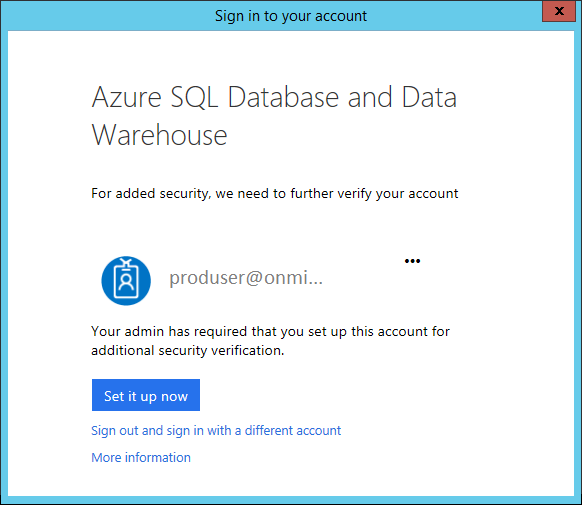 Sign in to your account
x
Azure SQL Database and Data
Warehouse
For added security, we need to further verify your account
produser@onmi...
Your admin has required that you set up this account for
additional security verification.
Set it up now
Sign out and sign in with a different account
More information